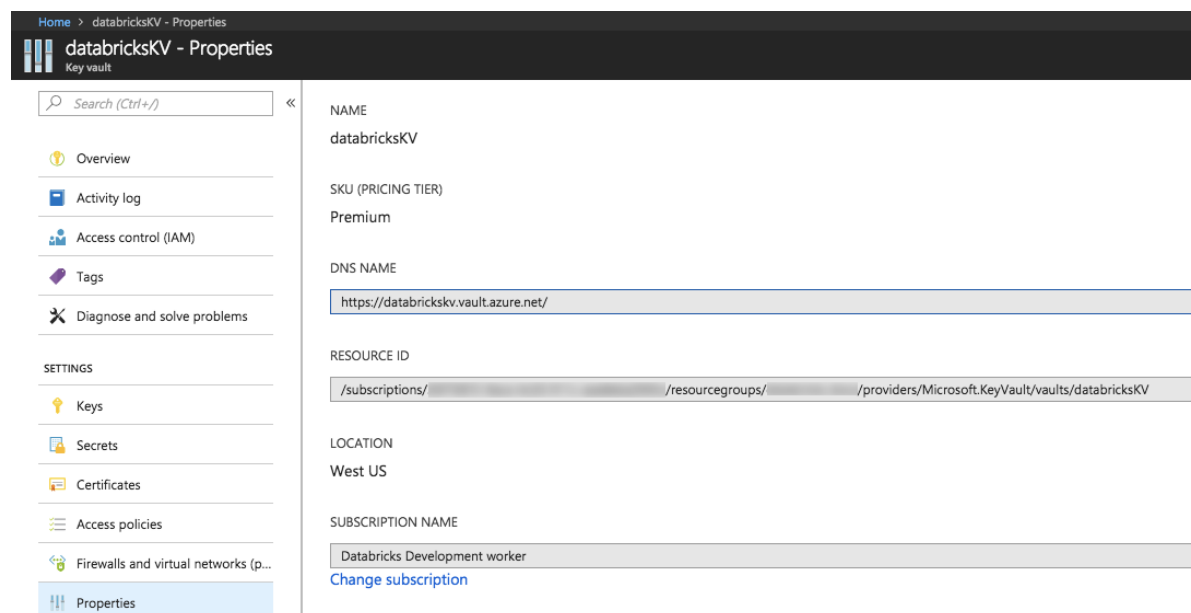 Home > databricksKV - Properties
databricksKV - Properties
Key vault
Search (Ctrl+/)
«
Overview
Activity log
Access control (IAM)
Tags
Diagnose and solve problems
SETTINGS
Keys
Secrets
Certificates
Access policies
Firewalls and virtual networks (p...
Properties
NAME
databricksKV
SKU (PRICING TIER)
Premium
DNS NAME
https://databrickskv.vault.azure.net/
RESOURCE ID
/subscriptions/ /resourcegroups/ /providers/Microsoft.KeyVault/vaults/databricksKV
LOCATION
West US
SUBSCRIPTION NAME
Databricks Development worker
Change subscription